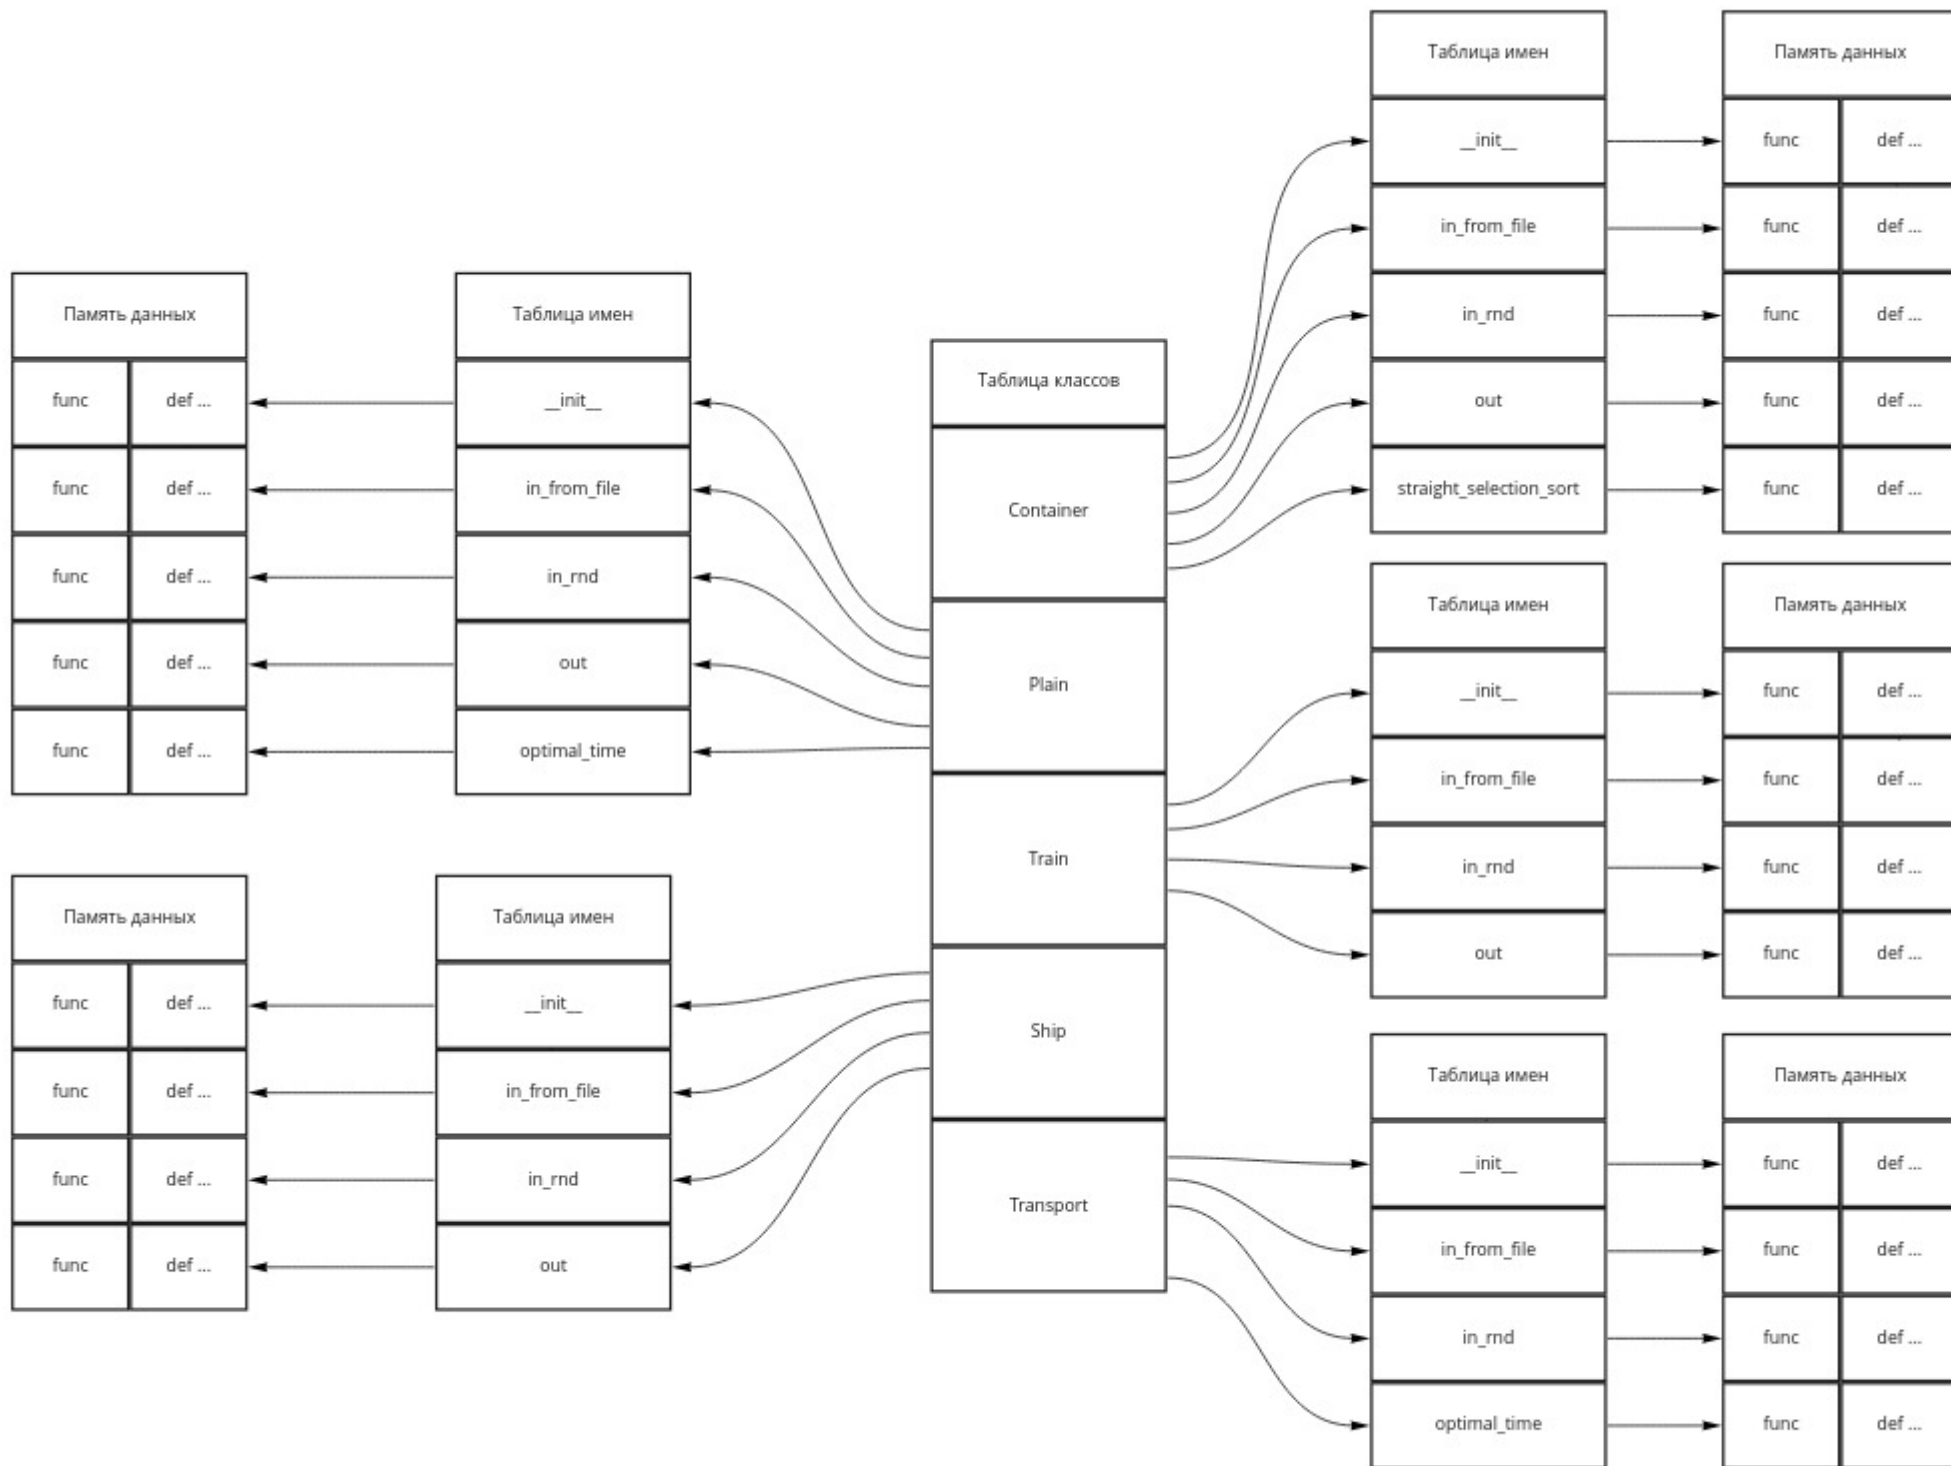 Память данных
func def ...
func def ...
func def ...
func def ...
func def ...
Таблица имен
__init__
in_from_file
in_rnd
out
optimal_time
Память данных
func def ...
func def ...
func def ...
func def ...
Таблица имен
__init__
in_from_file
in_rnd
out
Таблица классов
Container
Plain
Train
Ship
Transport
Таблица имен
__init__
in_from_file
in_rnd
out
straight_selection_sort
Память данных
func def ...
func def ...
func def ...
func def ...
func def ...
Таблица имен
__init__
in_from_file
in_rnd
out
Память данных
func def ...
func def ...
func def ...
func def ...
Таблица имен
__init__
in_from_file
in_rnd
optimal_time
Память данных
func def ...
func def ...
func def ...
func def ...